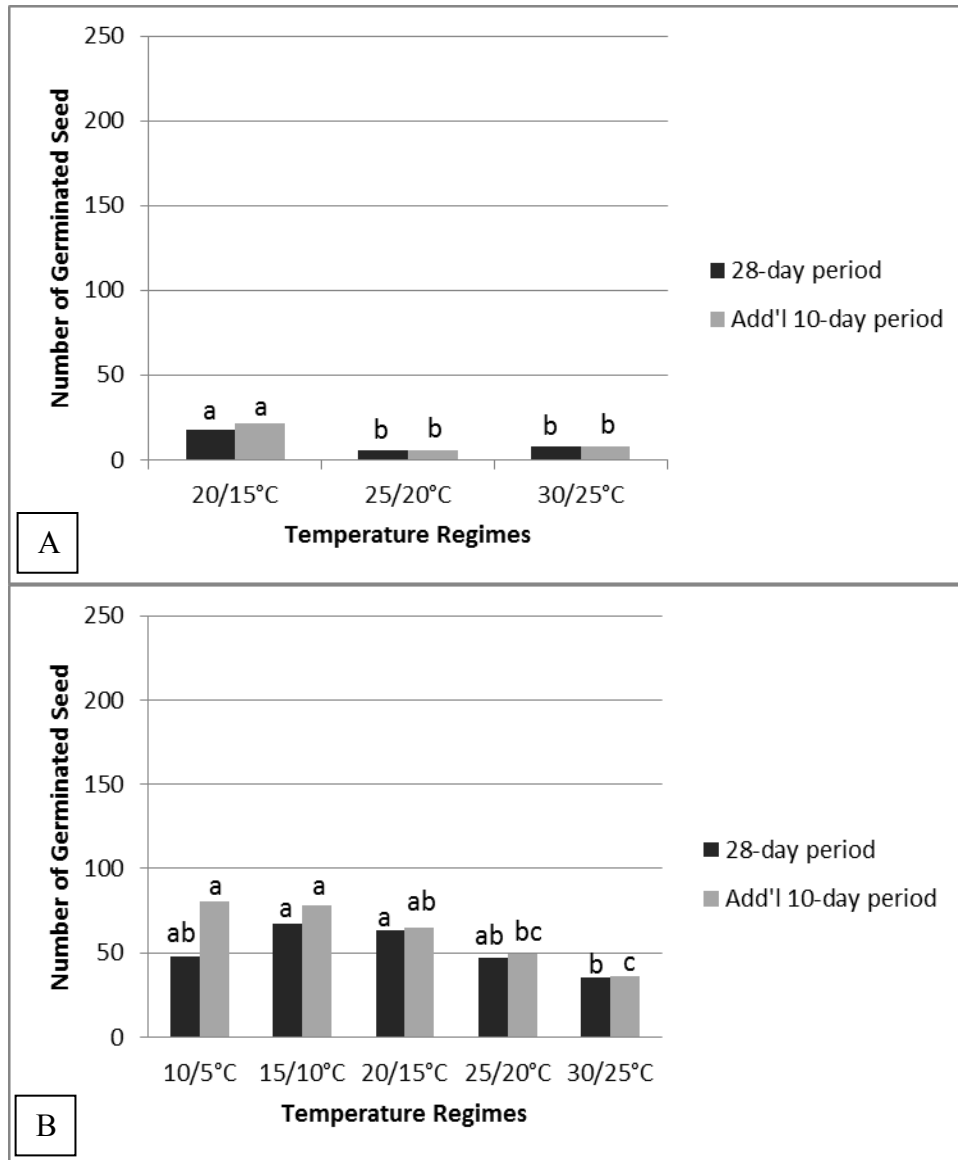 250
200
150
100
50
0
Number of Germinated Seed
a a b b b b
20/15°C 25/20°C 30/25°C
Temperature Regimes
28-day period
Add'l 10-day period
A
250
200
150
100
50
0
Number of Germinated Seed
ab a a a a ab ab bc b c
10/5°C 15/10°C 20/15°C 25/20°C 30/25°C
Temperature Regimes
28-day period
Add'l 10-day period
B